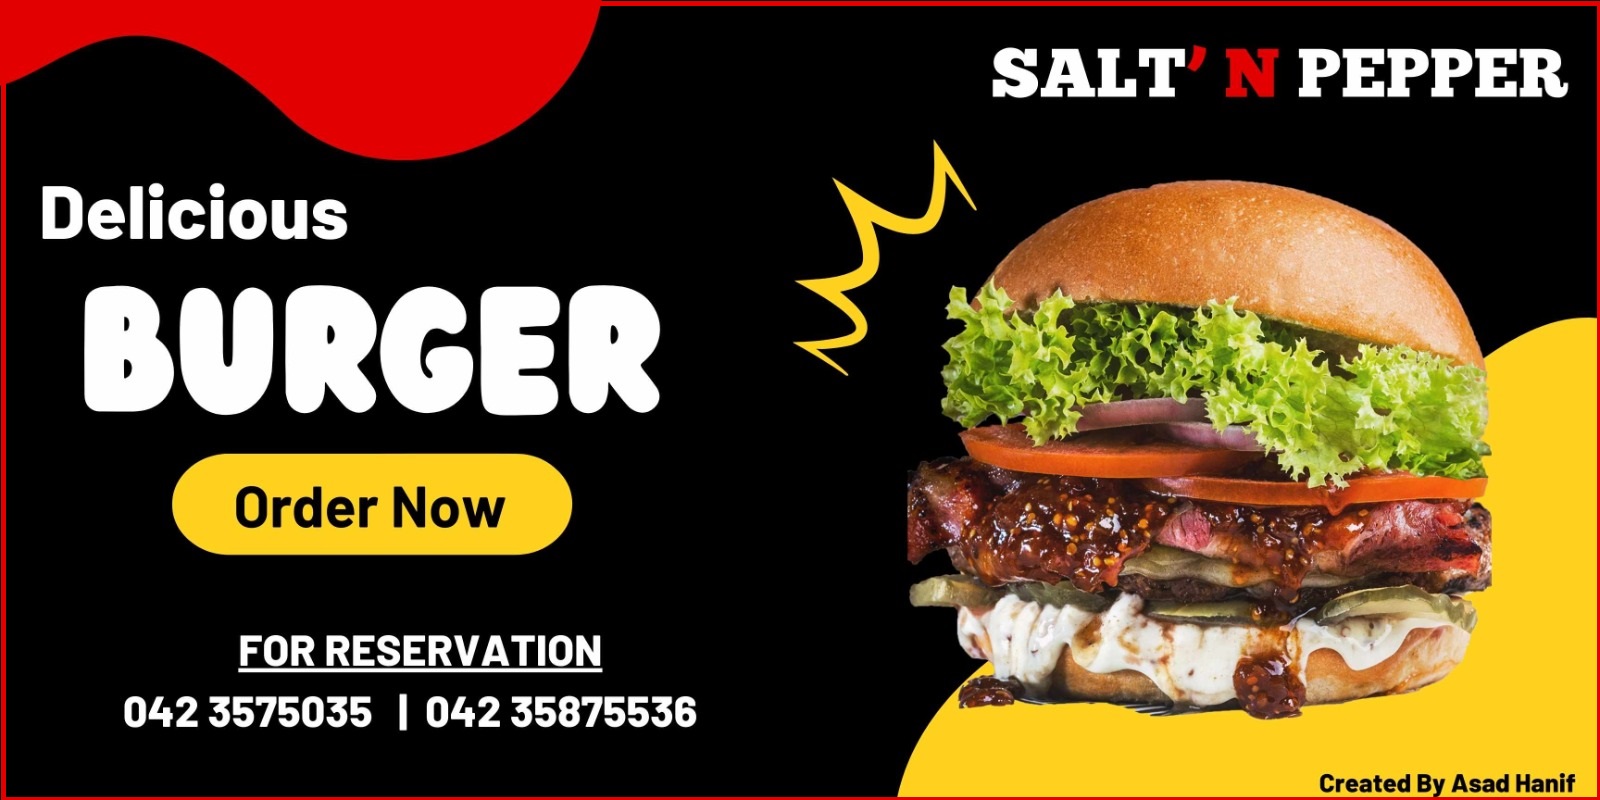 SALT' N PEPPER
Delicious
BURGER
Order Now
FOR RESERVATION
042 3575035 | 042 35875536
Created By Asad Hanif